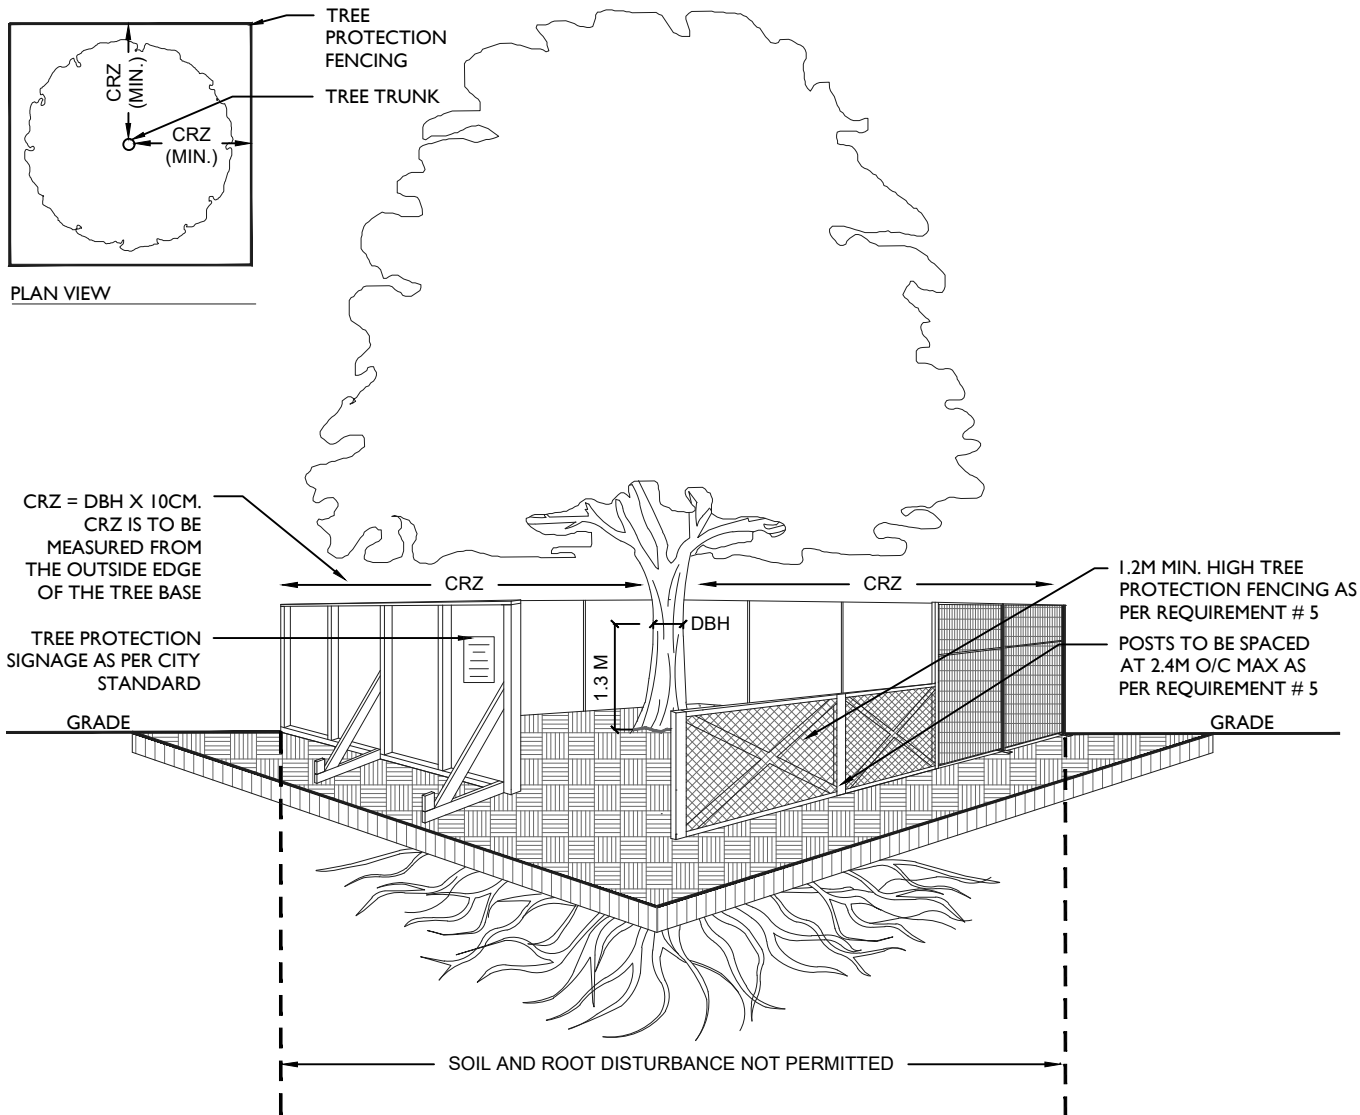 TREE
PROTECTION
FENCING
TREE TRUNK
CRZ
(MIN.)
CRZ
(MIN.)
PLAN VIEW
CRZ = DBH X 10CM.
CRZ IS TO BE
MEASURED FROM
THE OUTSIDE EDGE
OF THE TREE BASE
TREE PROTECTION
SIGNAGE AS PER CITY
STANDARD
GRADE
CRZ
CRZ
DBH
1.3 M
1.2M MIN. HIGH TREE
PROTECTION FENCING AS
PER REQUIREMENT # 5
POSTS TO BE SPACED
AT 2.4M O/C MAX AS
PER REQUIREMENT # 5
GRADE
SOIL AND ROOT DISTURBANCE NOT PERMITTED